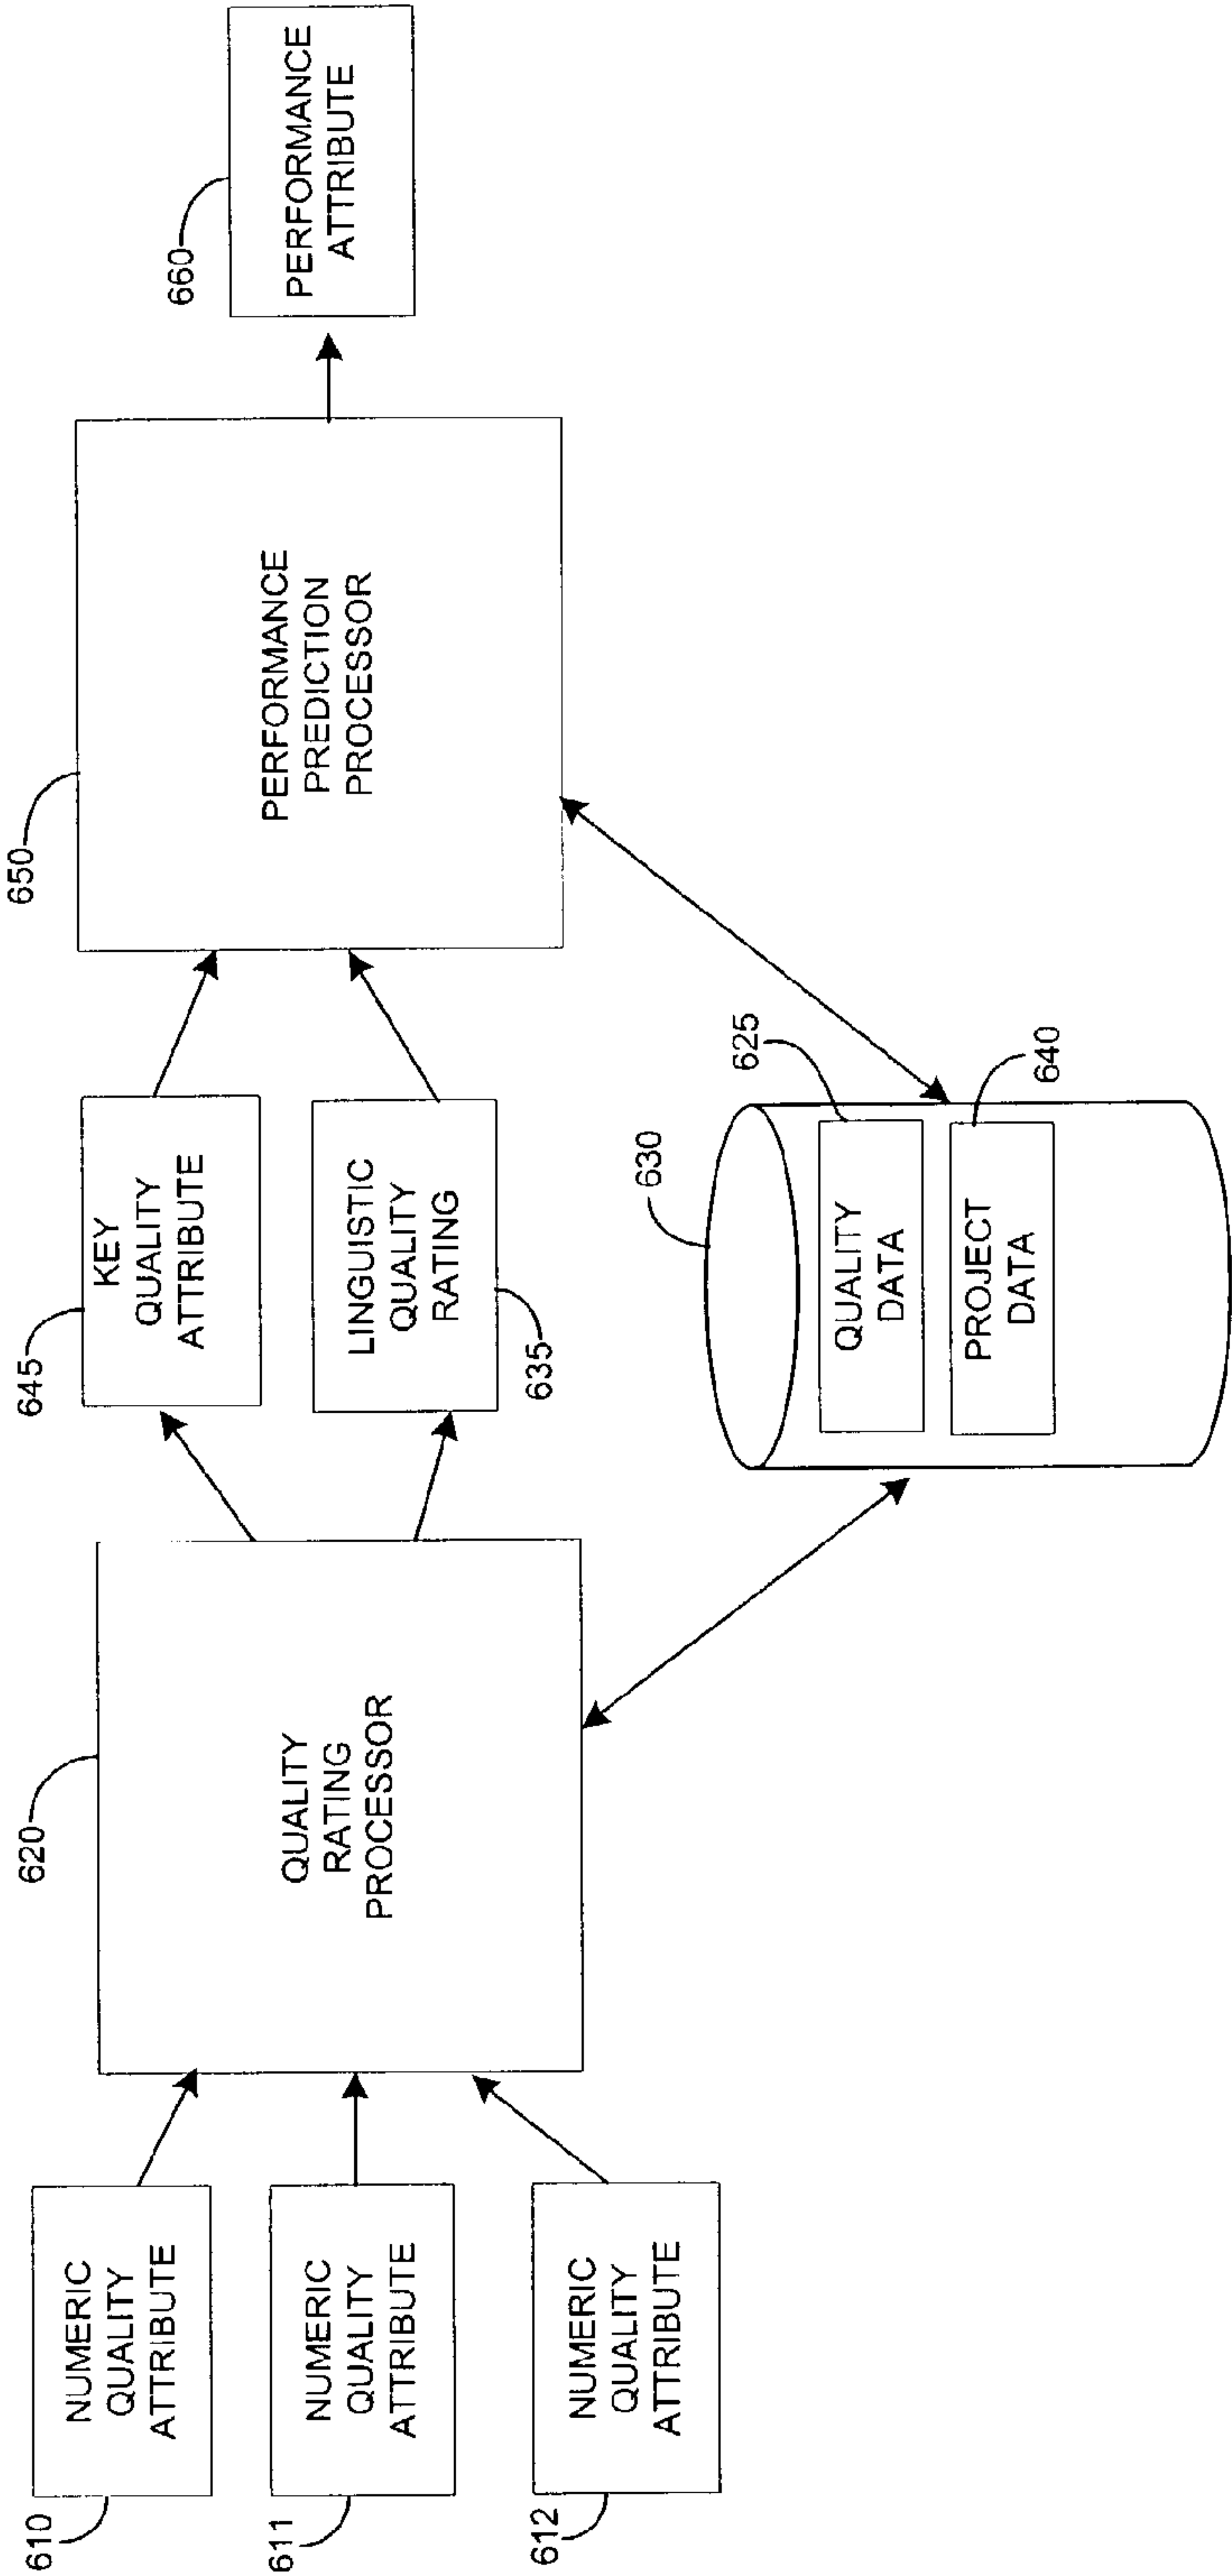 610
NUMERIC
QUALITY
ATTRIBUTE
611
NUMERIC
QUALITY
ATTRIBUTE
612
NUMERIC
QUALITY
ATTRIBUTE
620
QUALITY
RATING
PROCESSOR
645
KEY
QUALITY
ATTRIBUTE
LINGUISTIC
QUALITY
RATING
635
630
QUALITY
DATA
625
PROJECT
DATA
640
650
PERFORMANCE
PREDICTION
PROCESSOR
660
PERFORMANCE
ATTRIBUTE